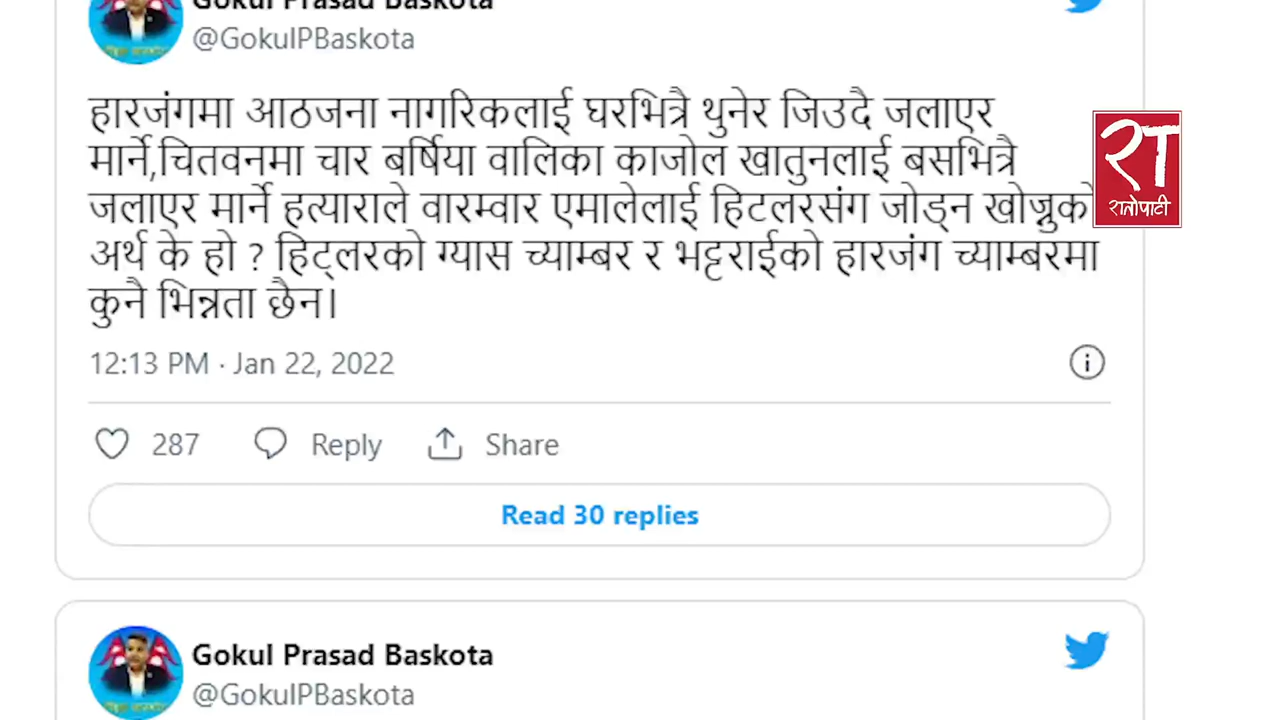 Gokul Prasad Baskota
@GokulPBaskota
हारजंगमा आठजना नागरिकलाई घरभित्रै थुनेर जिउदै जलाएर
मार्ने,चितवनमा चार बर्षिया वालिका काजोल खातुनलाई बसभित्रै
जलाएर मार्ने हत्याराले वारम्वार एमालेलाई हिटलरसंग जोड्न खोज्नुको
अर्थ के हो ? हिट्लरको ग्यास च्याम्बर र भट्टराईको हारजंग च्याम्बरमा
कुनै भिन्नता छैन।
12:13 PM · Jan 22, 2022
287 Reply Share
Read 30 replies
Gokul Prasad Baskota
@GokulPBaskota
रा
रातोपाटी